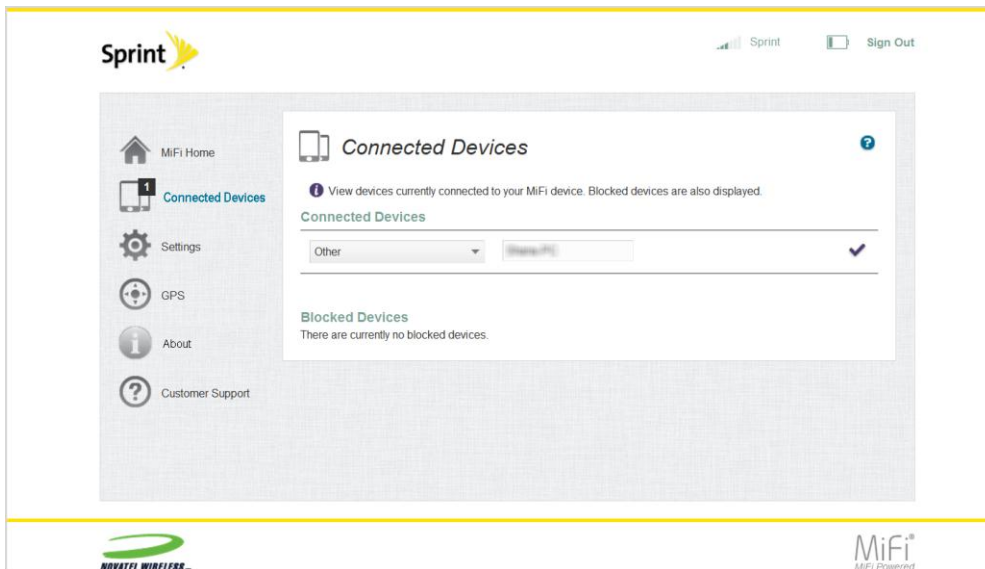 Sprint
Sprint
Sign Out
MiFi Home
1
Connected Devices
Settings
GPS
About
Customer Support
Connected Devices
?
i View devices currently connected to your MiFi device. Blocked devices are also displayed.
Connected Devices
Other
Blocked Devices
There are currently no blocked devices.
NOVATEL WIRELESS
MiFi®
MiFi Powered